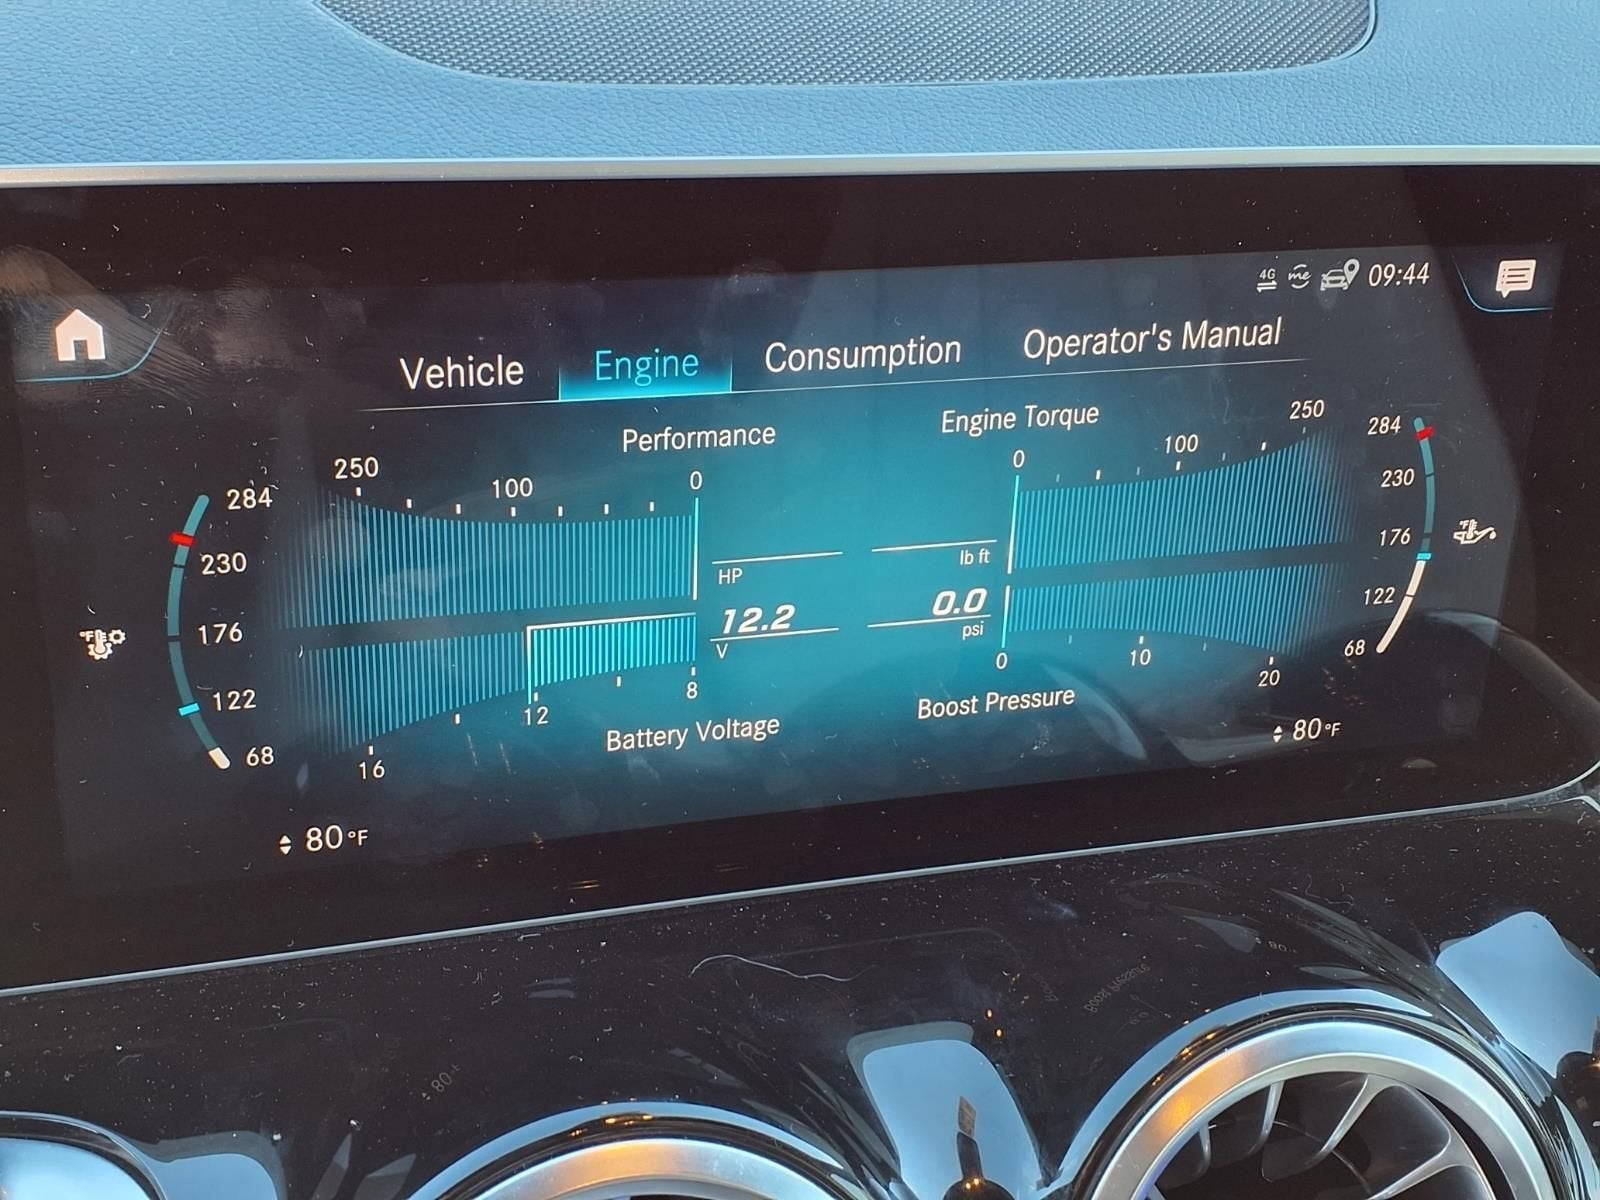 4G me 09:44
Vehicle Engine Consumption Operator's Manual
Performance
Engine Torque
250 100 0
0 100 250
284
230
176
122
68
284
230
176
122
68
HP
lb ft
12.2
V
0.0
psi
16 12 8
0 10 20
Battery Voltage
Boost Pressure
°F
°F
80°F
80°F